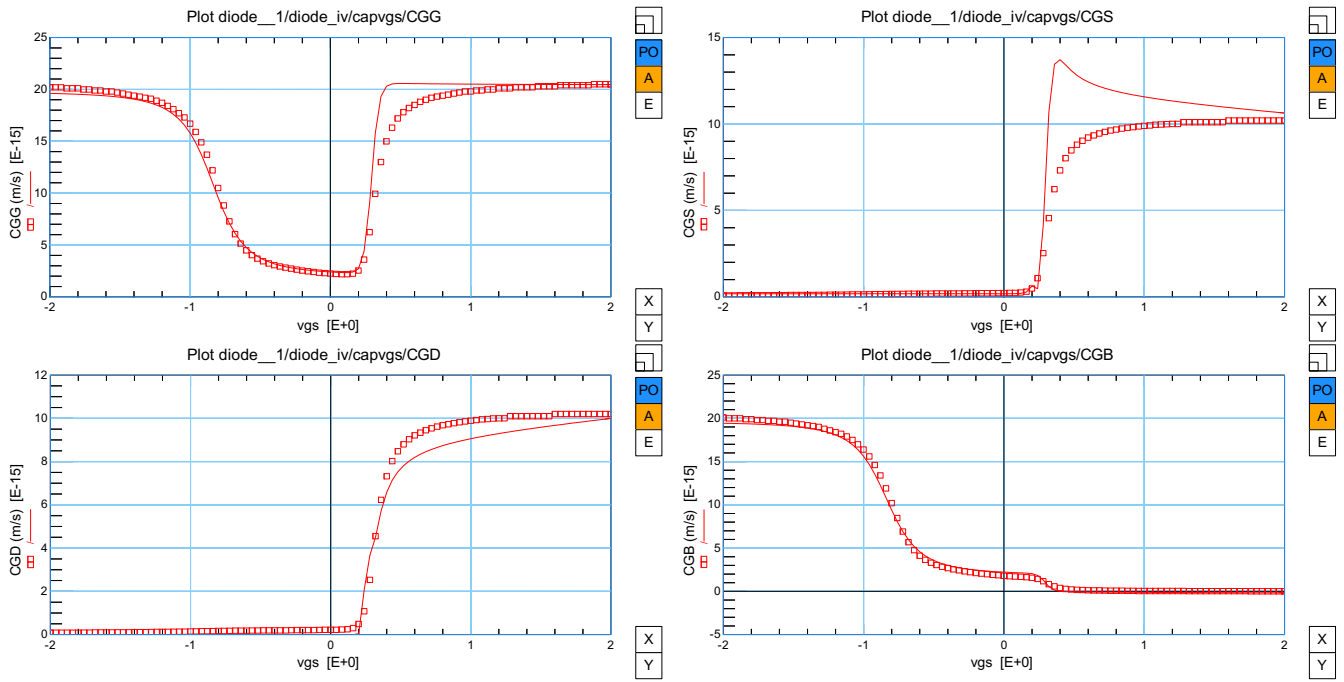 Plot diode__1/diode_iv/capvgs/CGG
25
20
15
10
5
0
-2
-1
0
1
2
CGG (m/s) [E-15]
vgs [E+0]
PO
A
E
X
Y
Plot diode__1/diode_iv/capvgs/CGS
15
10
5
0
-2
-1
0
1
2
CGS (m/s) [E-15]
vgs [E+0]
PO
A
E
X
Y
Plot diode__1/diode_iv/capvgs/CGD
12
10
8
6
4
2
0
-2
-1
0
1
2
CGD (m/s) [E-15]
vgs [E+0]
PO
A
E
X
Y
Plot diode__1/diode_iv/capvgs/CGB
25
20
15
10
5
0
-5
-2
-1
0
1
2
CGB (m/s) [E-15]
vgs [E+0]
PO
A
E
X
Y